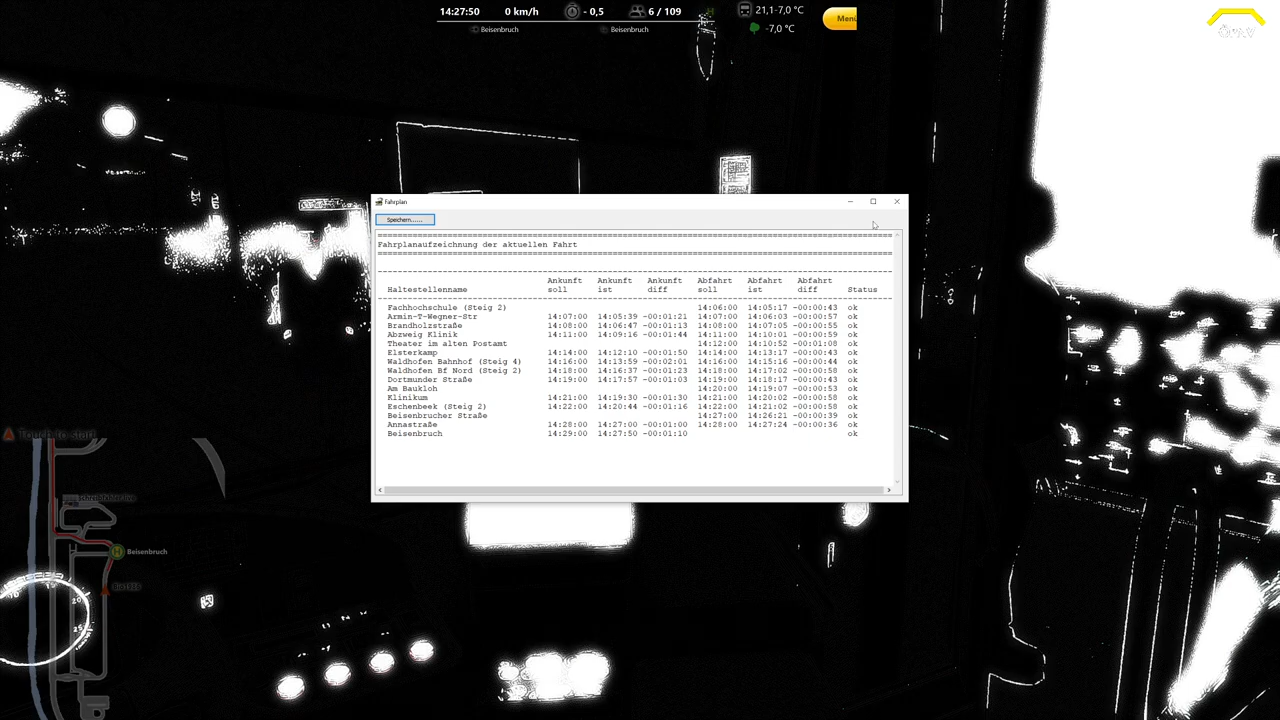 14:27:50 0 km/h - 0,5 6 / 109 21,1-7,0 °C Menü
Beisenbruch Beisenbruch -7,0 °C
ÖPNV
Fahrplan
Speichern......
Fahrplanaufzeichnung der aktuellen Fahrt
Ankunft Ankunft Ankunft Abfahrt Abfahrt Abfahrt
Haltestellenname soll ist diff soll ist diff Status
Fachhochschule (Steig 2) 14:06:00 14:05:17 -00:00:43 ok
Armin-T-Wegner-Str 14:07:00 14:05:39 -00:01:21 14:07:00 14:06:03 -00:00:57 ok
Brandholzstraße 14:08:00 14:06:47 -00:01:13 14:08:00 14:07:05 -00:00:55 ok
Abzweig Klinik 14:11:00 14:09:16 -00:01:44 14:11:00 14:10:01 -00:00:59 ok
Theater im alten Postamt 14:12:00 14:10:52 -00:01:08 ok
Elsterkamp 14:14:00 14:12:10 -00:01:50 14:14:00 14:13:17 -00:00:43 ok
Waldhofen Bahnhof (Steig 4) 14:16:00 14:13:59 -00:02:01 14:16:00 14:15:16 -00:00:44 ok
Waldhofen Bf Nord (Steig 2) 14:18:00 14:16:37 -00:01:23 14:18:00 14:17:02 -00:00:58 ok
Dortmunder Straße 14:19:00 14:17:57 -00:01:03 14:19:00 14:18:17 -00:00:43 ok
Am Baukloh 14:20:00 14:19:07 -00:00:53 ok
Klinikum 14:21:00 14:19:30 -00:01:30 14:21:00 14:20:02 -00:00:58 ok
Eschenbeek (Steig 2) 14:22:00 14:20:44 -00:01:16 14:22:00 14:21:02 -00:00:58 ok
Beisenbrucher Straße 14:27:00 14:26:21 -00:00:39 ok
Annastraße 14:28:00 14:27:00 -00:01:00 14:28:00 14:27:24 -00:00:36 ok
Beisenbruch 14:29:00 14:27:50 -00:01:10 ok
Touch to start
Beisenbruch